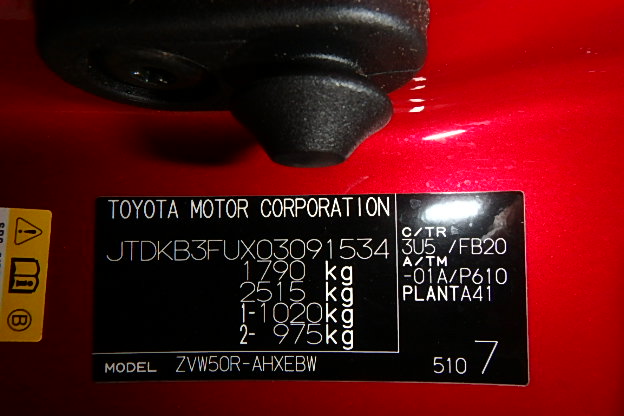 TOYOTA MOTOR CORPORATION
JTDKB3FUX03091534
1790 kg
2515 kg
1-1020kg
2- 975kg
C/TR
3U5 /FB20
A/TM
-01A/P610
PLANTA41
MODEL ZVW50R-AHXEBW
510 7
B